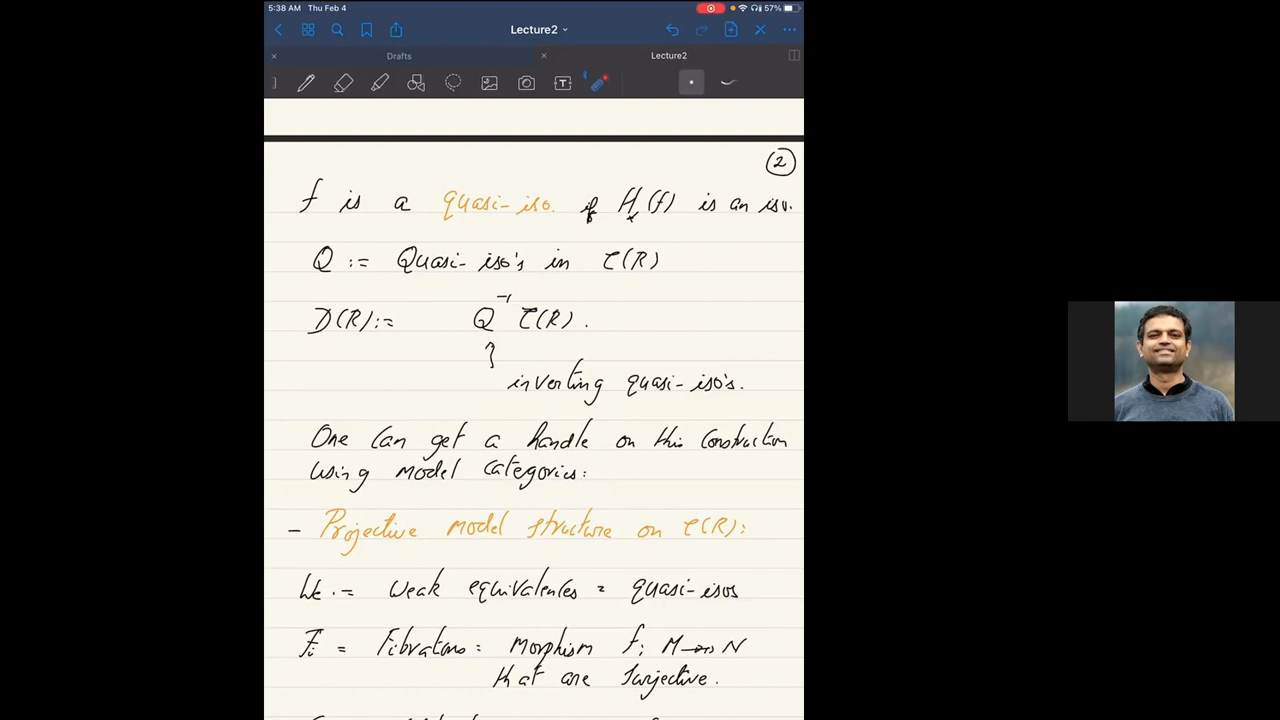 5:38 AM Thu Feb 4
57%
Lecture2
Drafts
Lecture2
T
2
f is a quasi-iso. if H_*(f) is an iso.
Q := Quasi-iso's in C(R)
D(R) := Q⁻¹ C(R).
inverting quasi-iso's.
One can get a handle on this construction
using model categories:
- Projective model structure on C(R):
We := Weak equivalences = quasi-isos
Fi = Fibrations = morphism f: M ↠ N
that are surjective.